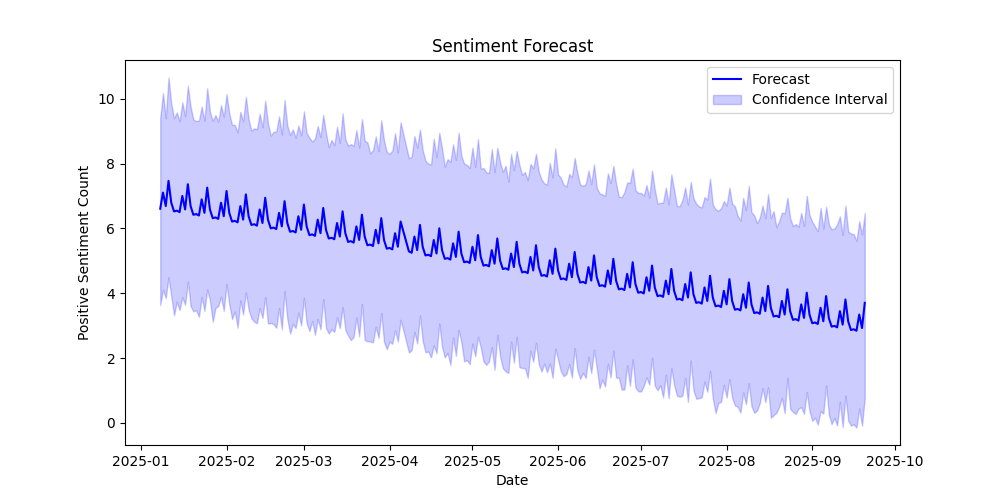 Sentiment Forecast
Forecast
Confidence Interval
Positive Sentiment Count
10
8
6
4
2
0
2025-01 2025-02 2025-03 2025-04 2025-05 2025-06 2025-07 2025-08 2025-09 2025-10
Date